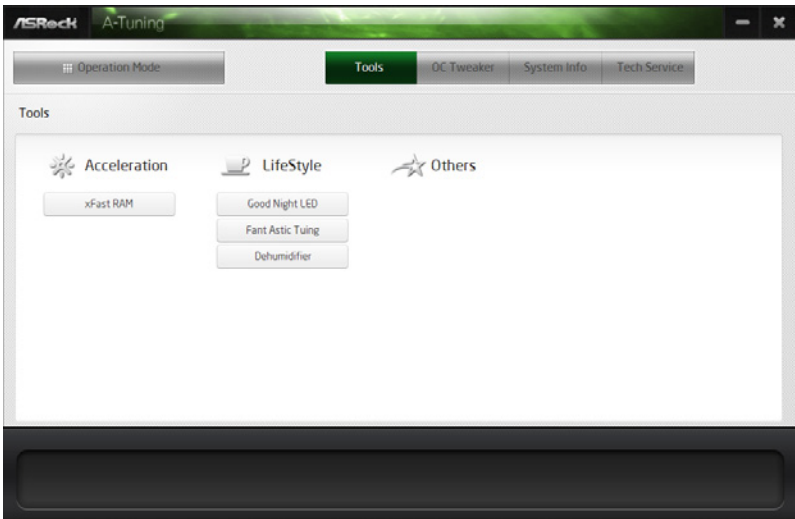 ASRock A-Tuning
Operation Mode Tools OC Tweaker System Info Tech Service
Tools
Acceleration LifeStyle Others
xFast RAM Good Night LED
Fant Astic Tuing
Dehumidifier